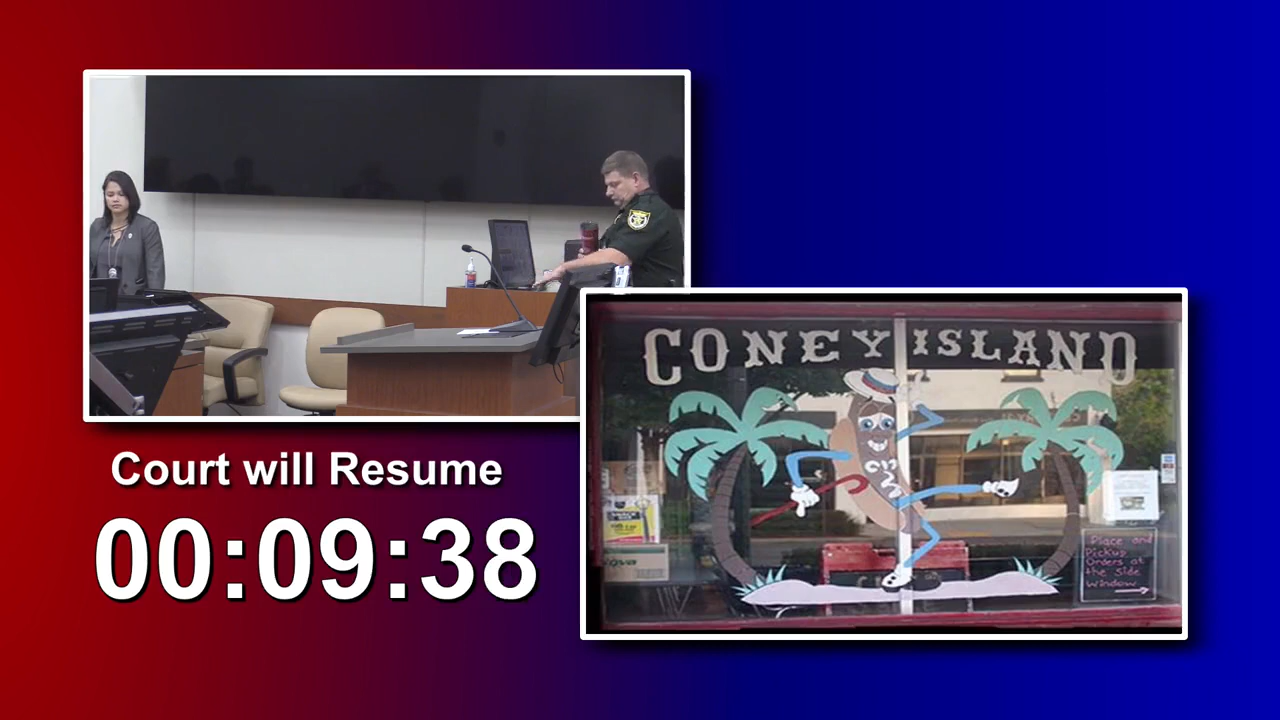 Court will Resume
00:09:38
CONEY ISLAND
Place and
Pickup
Orders at
the side
window